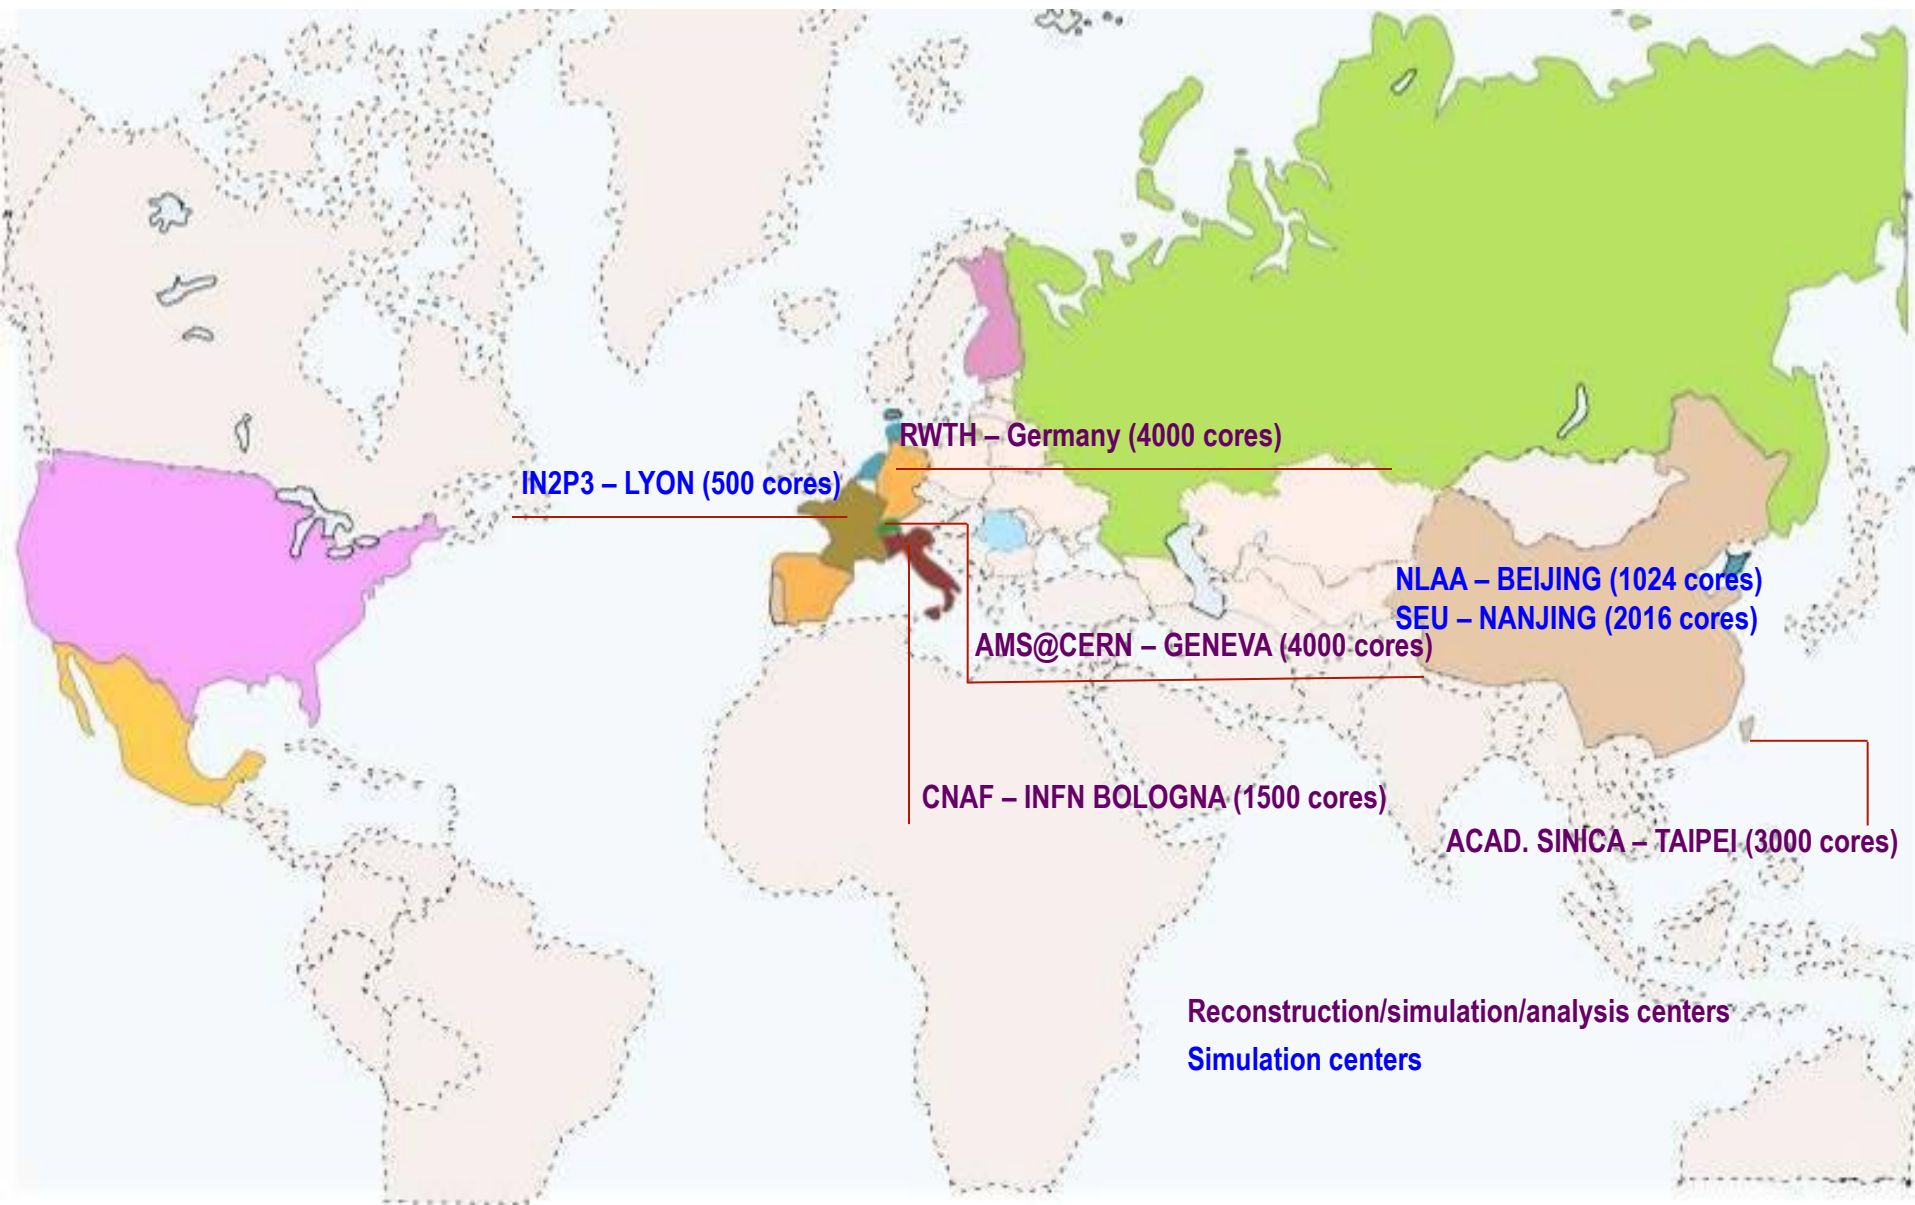 RWTH – Germany (4000 cores)
IN2P3 – LYON (500 cores)
NLAA – BEIJING (1024 cores)
SEU – NANJING (2016 cores)
AMS@CERN – GENEVA (4000 cores)
CNAF – INFN BOLOGNA (1500 cores)
ACAD. SINICA – TAIPEI (3000 cores)
Reconstruction/simulation/analysis centers
Simulation centers